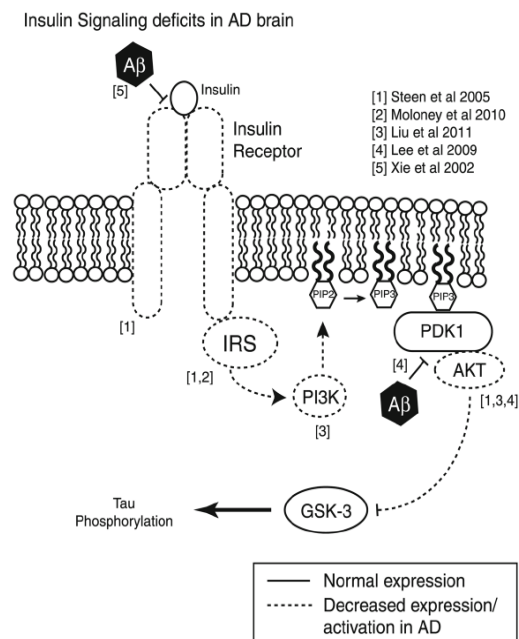 Insulin Signaling deficits in AD brain
Aβ
[5]
Insulin
Insulin
Receptor
[1] Steen et al 2005
[2] Moloney et al 2010
[3] Liu et al 2011
[4] Lee et al 2009
[5] Xie et al 2002
[1]
IRS
[1,2]
PI3K
[3]
PIP2
PIP3
PIP3
PDK1
[4]
AKT
Aβ
[1,3,4]
GSK-3
Tau
Phosphorylation
Normal expression
Decreased expression/
activation in AD